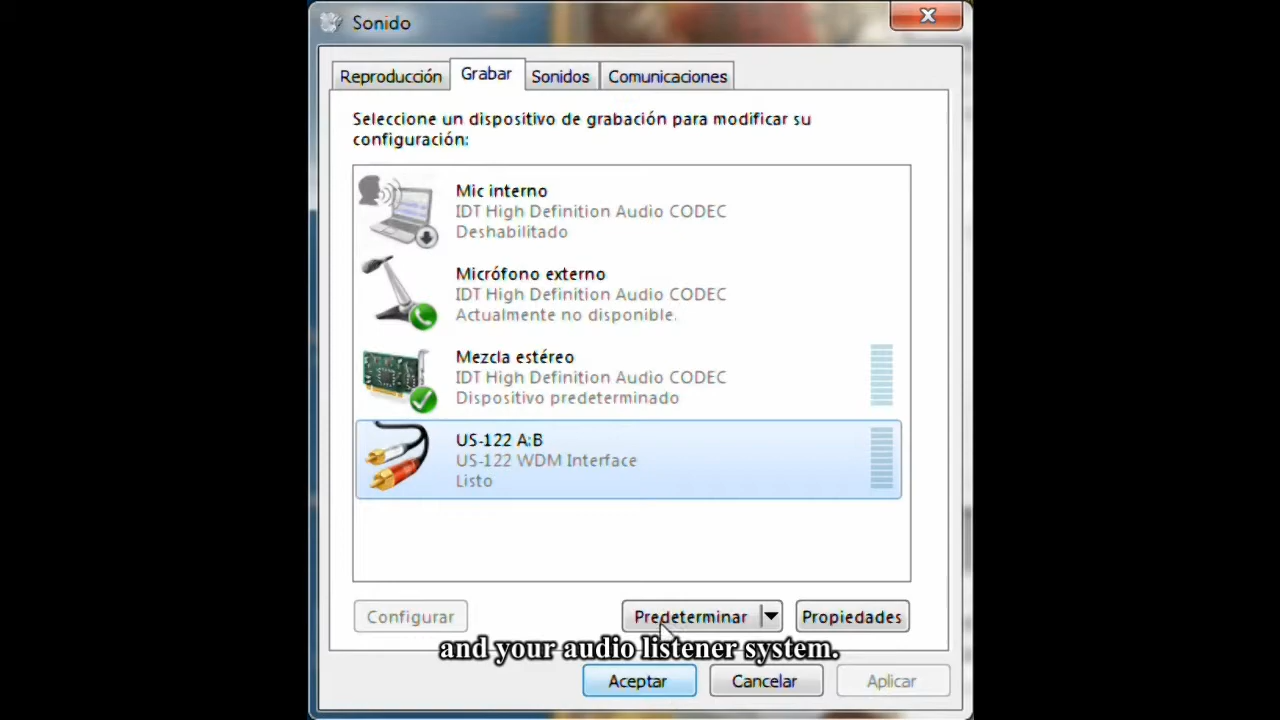 Sonido
Reproducción
Grabar
Sonidos
Comunicaciones
Seleccione un dispositivo de grabación para modificar su
configuración:
Mic interno
IDT High Definition Audio CODEC
Deshabilitado
Micrófono externo
IDT High Definition Audio CODEC
Actualmente no disponible.
Mezcla estéreo
IDT High Definition Audio CODEC
Dispositivo predeterminado
US-122 A:B
US-122 WDM Interface
Listo
Configurar
Predeterminar
Propiedades
and your audio listener system.
Aceptar
Cancelar
Aplicar